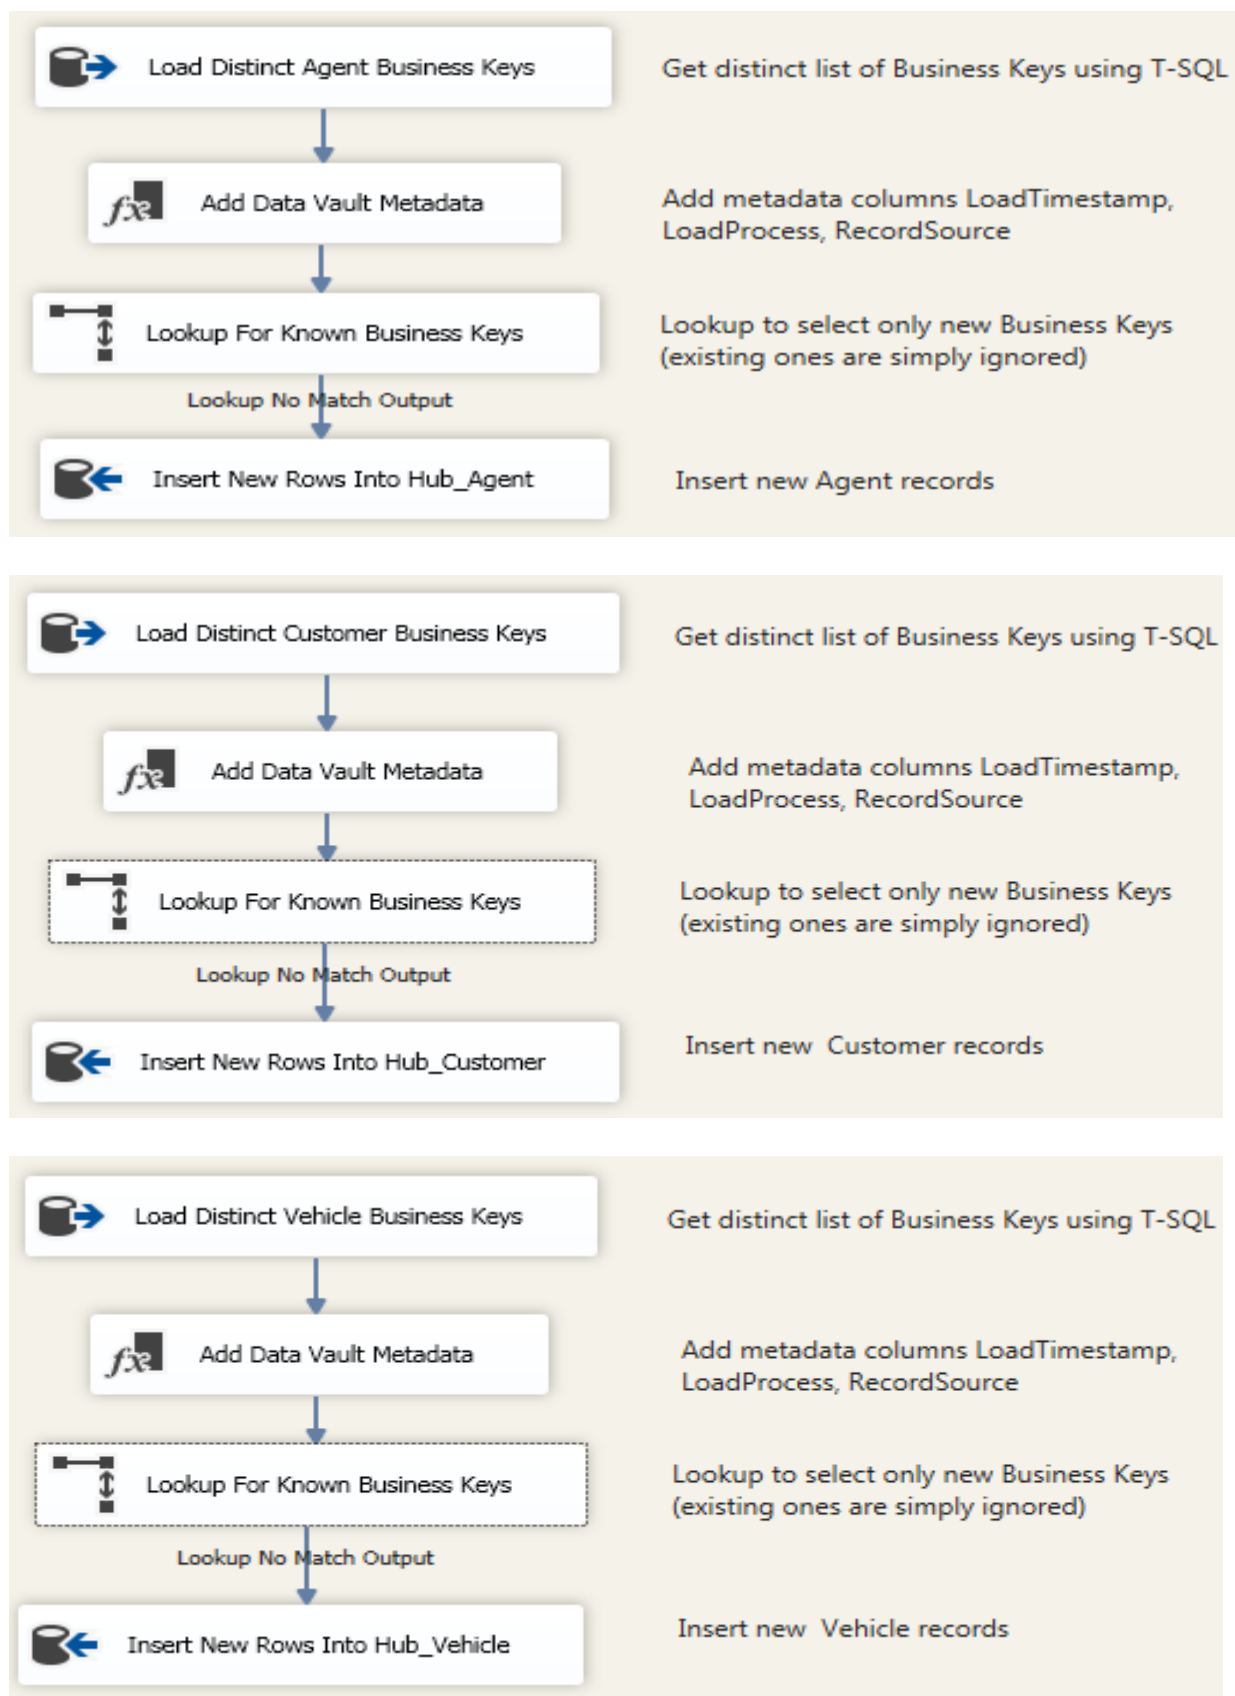 Load Distinct Agent Business Keys
Get distinct list of Business Keys using T-SQL
fx
Add Data Vault Metadata
Add metadata columns LoadTimestamp,
LoadProcess, RecordSource
Lookup For Known Business Keys
Lookup to select only new Business Keys
(existing ones are simply ignored)
Lookup No Match Output
Insert New Rows Into Hub_Agent
Insert new Agent records
Load Distinct Customer Business Keys
Get distinct list of Business Keys using T-SQL
fx
Add Data Vault Metadata
Add metadata columns LoadTimestamp,
LoadProcess, RecordSource
Lookup For Known Business Keys
Lookup to select only new Business Keys
(existing ones are simply ignored)
Lookup No Match Output
Insert New Rows Into Hub_Customer
Insert new Customer records
Load Distinct Vehicle Business Keys
Get distinct list of Business Keys using T-SQL
fx
Add Data Vault Metadata
Add metadata columns LoadTimestamp,
LoadProcess, RecordSource
Lookup For Known Business Keys
Lookup to select only new Business Keys
(existing ones are simply ignored)
Lookup No Match Output
Insert New Rows Into Hub_Vehicle
Insert new Vehicle records